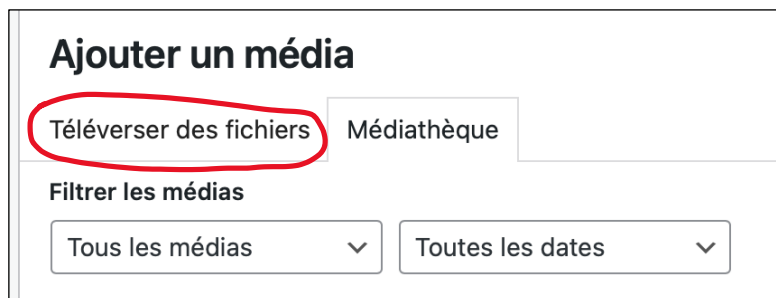 Ajouter un média
Téléverser des fichiers Médiathèque
Filtrer les médias
Tous les médias Toutes les dates